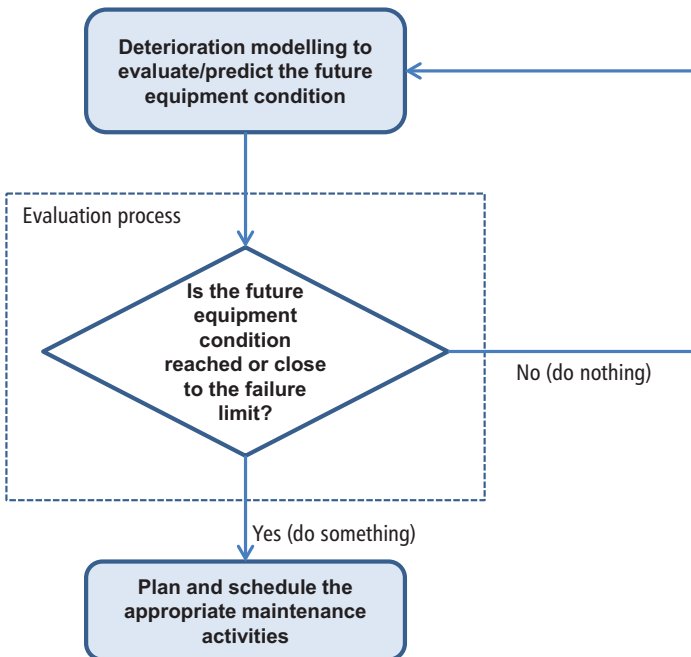 Deterioration modelling to
evaluate/predict the future
equipment condition
Evaluation process
Is the future
equipment
condition
reached or close
to the failure
limit?
No (do nothing)
Yes (do something)
Plan and schedule the
appropriate maintenance
activities